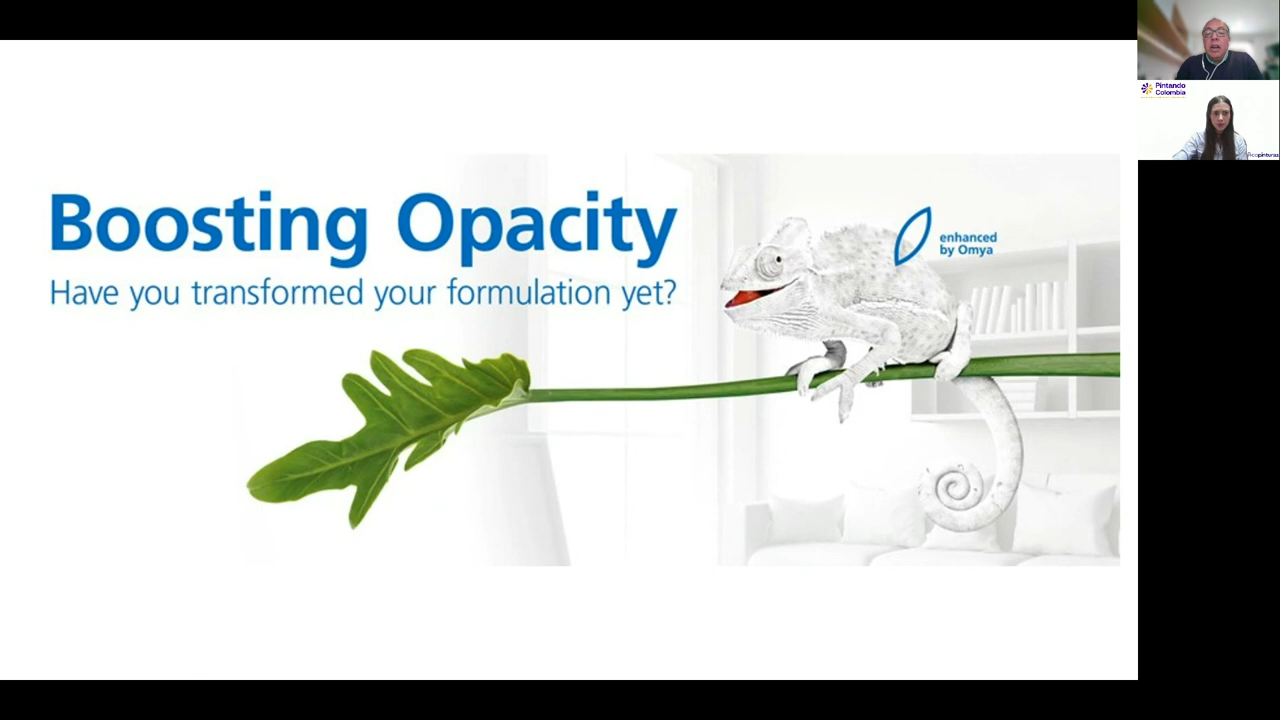 Boosting Opacity
Have you transformed your formulation yet?
enhanced
by Omya
Pintando
Colombia